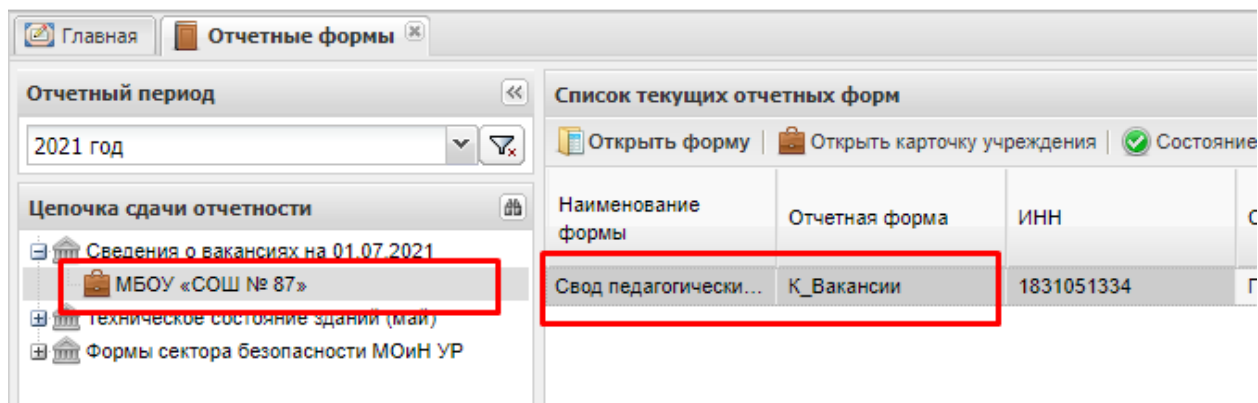 Главная
Отчетные формы
Отчетный период
2021 год
Цепочка сдачи отчетности
Сведения о вакансиях на 01.07.2021
МБОУ «СОШ № 87»
Техническое состояние зданий (май)
Формы сектора безопасности МОиН УР
Список текущих отчетных форм
Открыть форму
Открыть карточку учреждения
Состояние
Наименование
формы
Отчетная форма
ИНН
Свод педагогически...
К_Вакансии
1831051334